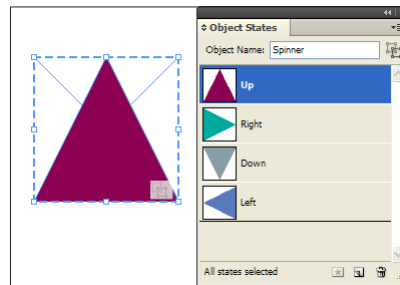 Object States
Object Name: Spinner
Up
Right
Down
Left
All states selected